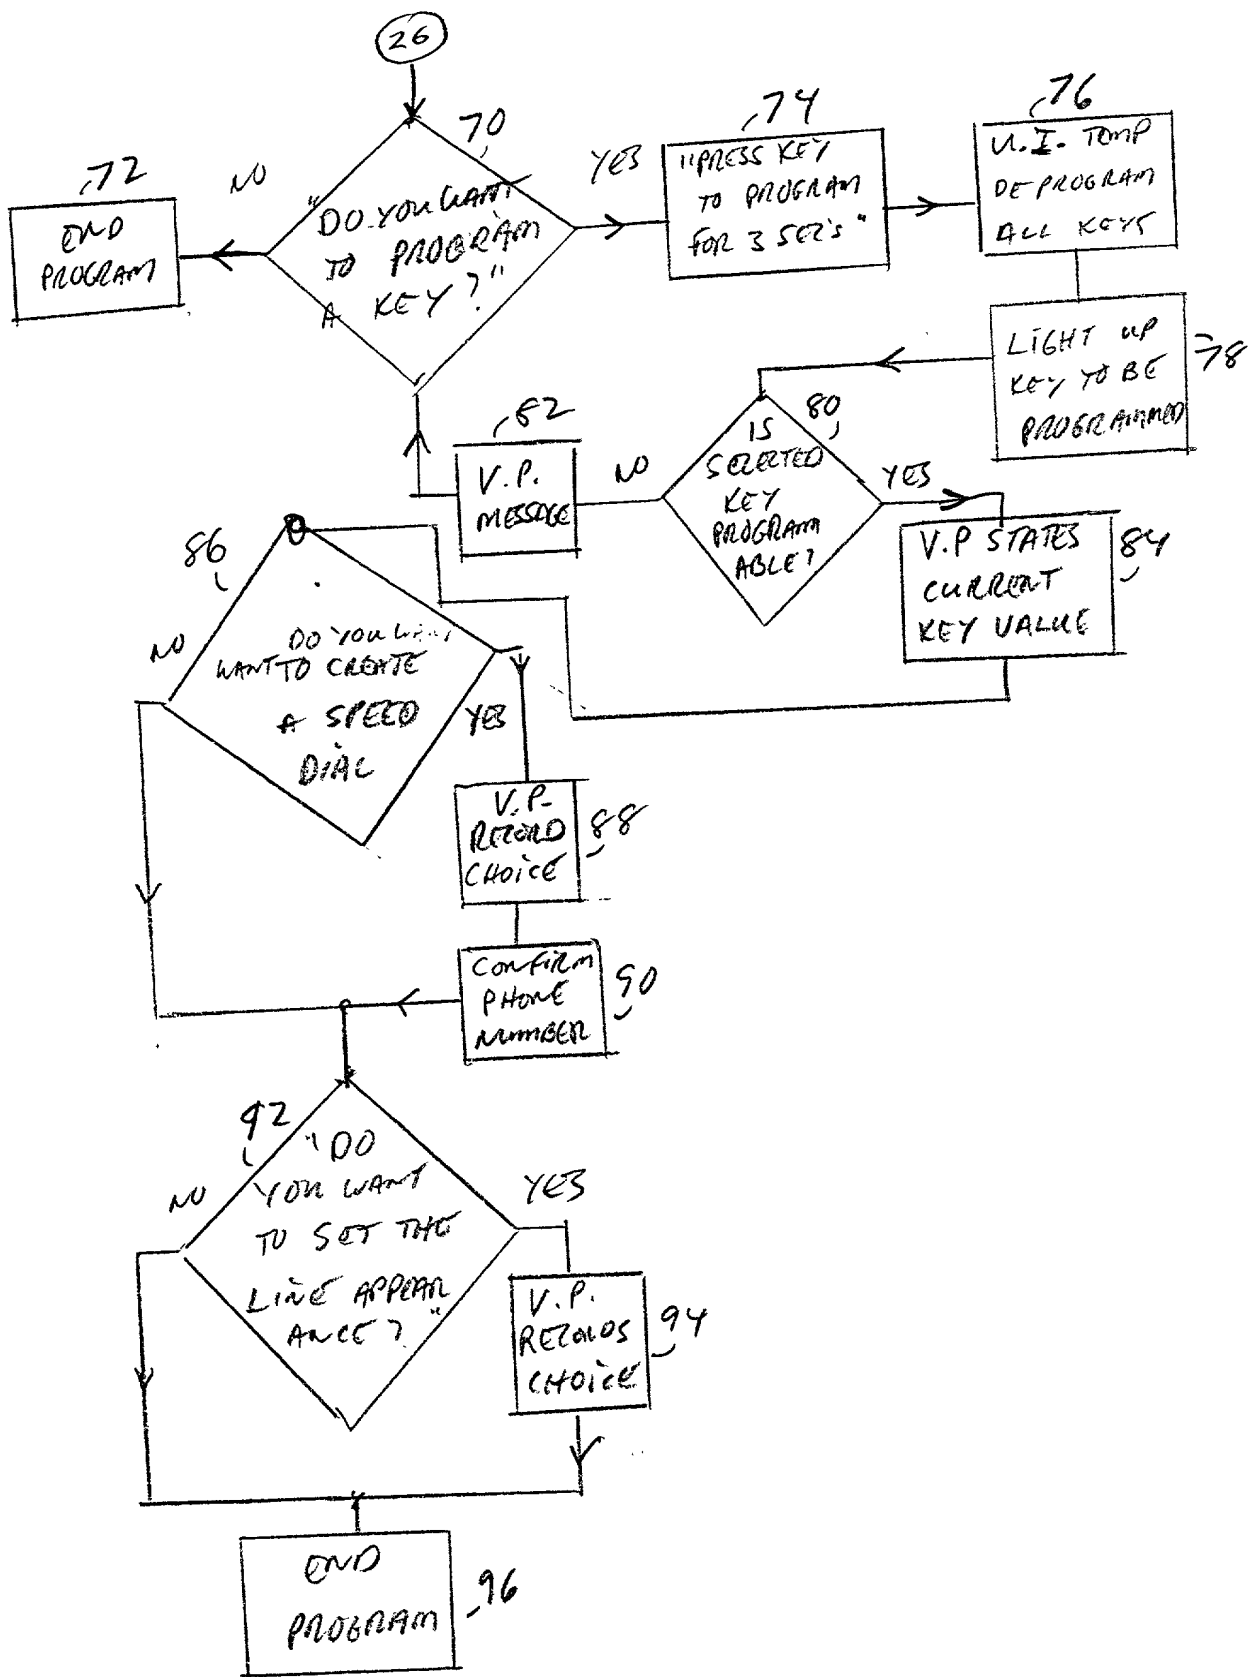 26
70
"DO YOU WANT
TO PROGRAM
A KEY?"
NO
72
END
PROGRAM
YES
74
"PRESS KEY
TO PROGRAM
FOR 3 SEC'S"
76
U.I. TEMP
DEPROGRAM
ALL KEYS
LIGHT UP
KEY TO BE
PROGRAMMED
78
80
IS
SELECTED
KEY
PROGRAM
ABLE?
NO
82
V.P.
MESSAGE
YES
V.P STATES
CURRENT
KEY VALUE
84
86
DO YOU
WANT TO CREATE
A SPEED
DIAL
NO
YES
V.P.
RECORD
CHOICE
88
CONFIRM
PHONE
NUMBER
90
92
"DO
YOU WANT
TO SET THE
LINE APPEAR
ANCE?"
NO
YES
V.P.
RECORDS
CHOICE
94
END
PROGRAM
96